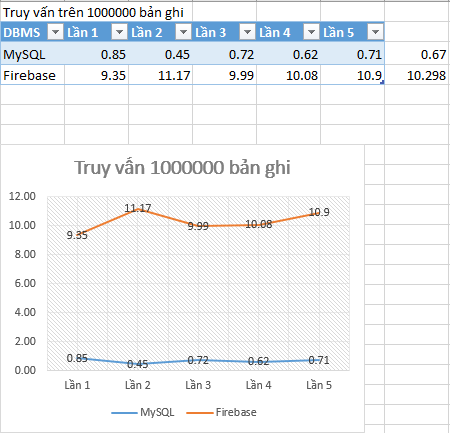 Truy vấn trên 1000000 bản ghi
DBMS Lần 1 Lần 2 Lần 3 Lần 4 Lần 5
MySQL 0.85 0.45 0.72 0.62 0.71 0.67
Firebase 9.35 11.17 9.99 10.08 10.9 10.298
Truy vấn 1000000 bản ghi
12.00
11.17
10.9
10.00
9.35
9.99
10.08
8.00
6.00
4.00
2.00
0.85
0.45
0.72
0.62
0.71
0.00
Lần 1 Lần 2 Lần 3 Lần 4 Lần 5
MySQL Firebase